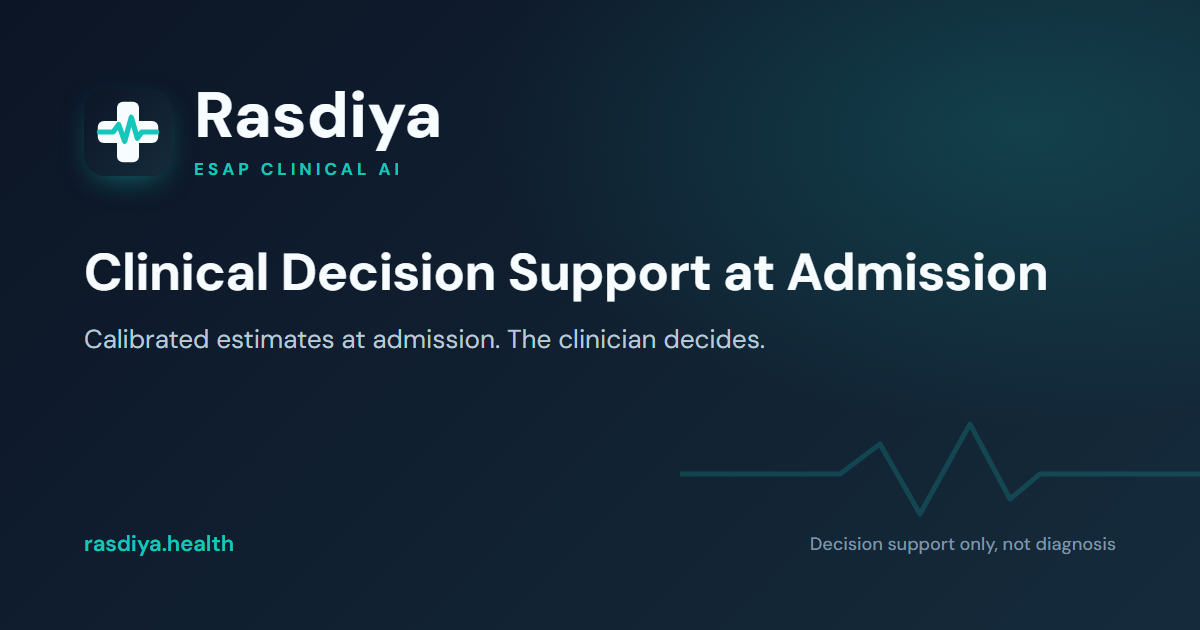 Rasdiya
ESAP CLINICAL AI
Clinical Decision Support at Admission
Calibrated estimates at admission. The clinician decides.
rasdiya.health
Decision support only, not diagnosis